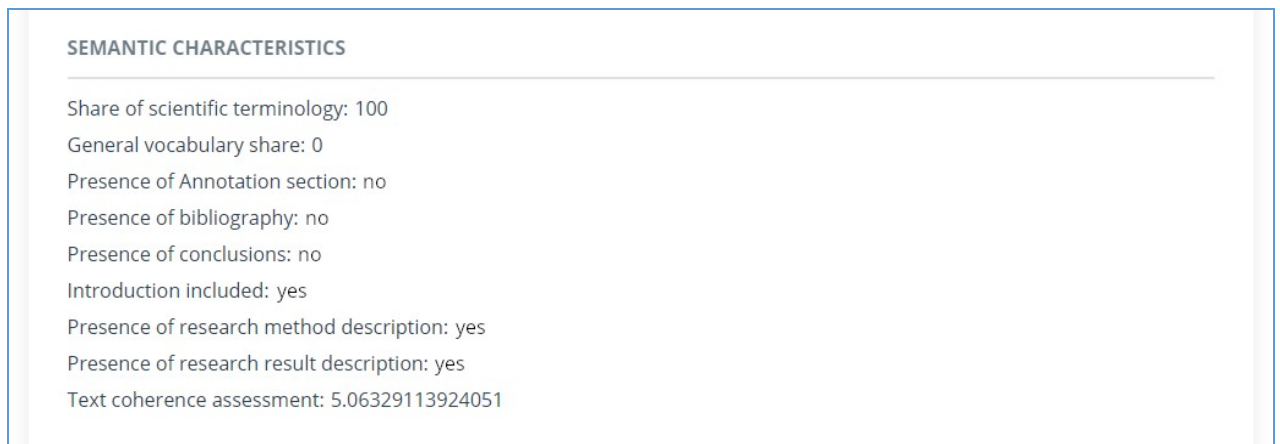 SEMANTIC CHARACTERISTICS
Share of scientific terminology: 100
General vocabulary share: 0
Presence of Annotation section: no
Presence of bibliography: no
Presence of conclusions: no
Introduction included: yes
Presence of research method description: yes
Presence of research result description: yes
Text coherence assessment: 5.06329113924051